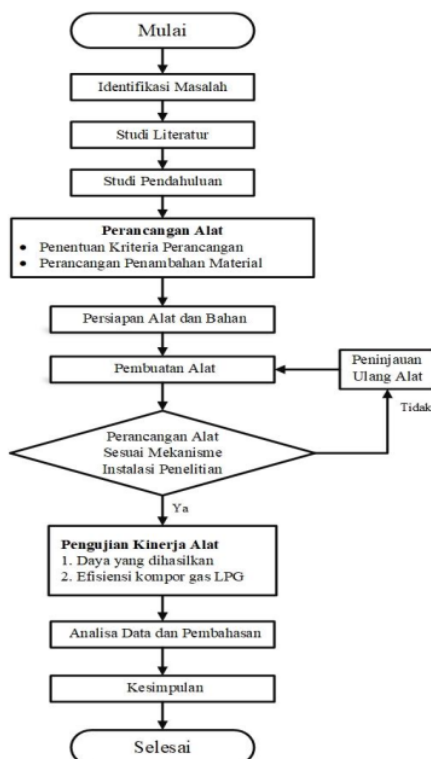 Mulai
Identifikasi Masalah
Studi Literatur
Studi Pendahuluan
Perancangan Alat
• Penentuan Kriteria Perancangan
• Perancangan Penambahan Material
Persiapan Alat dan Bahan
Pembuatan Alat
Peninjauan
Ulang Alat
Tidak
Perancangan Alat
Sesuai Mekanisme
Instalasi Penelitian
Ya
Pengujian Kinerja Alat
1. Daya yang dihasilkan
2. Efisiensi kompor gas LPG
Analisa Data dan Pembahasan
Kesimpulan
Selesai